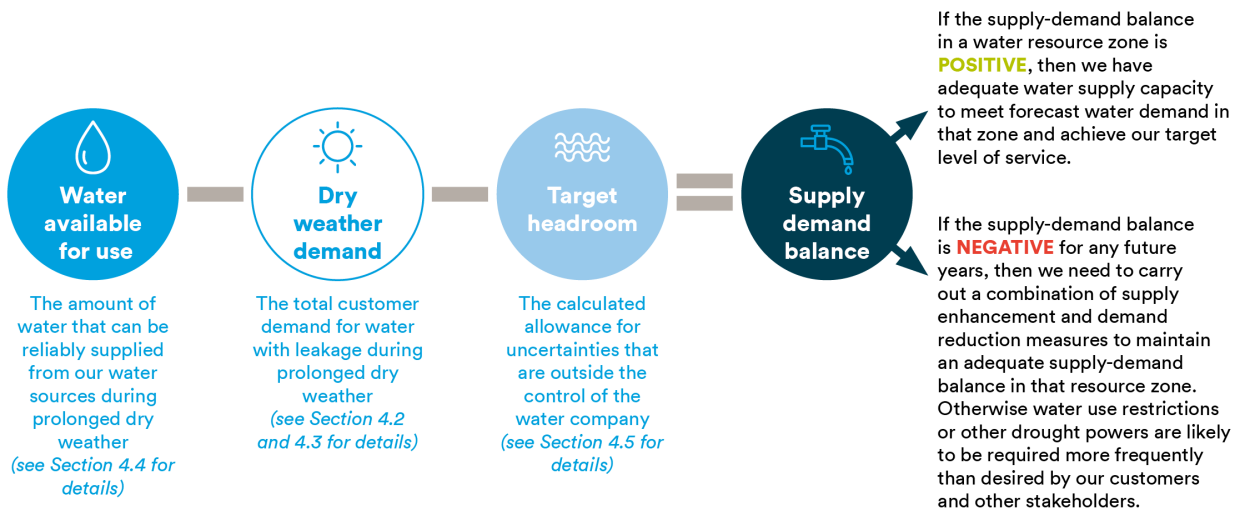 Water
available
for use
Dry
weather
demand
Target
headroom
Supply
demand
balance
The amount of
water that can be
reliably supplied
from our water
sources during
prolonged dry
weather
(see Section 4.4 for
details)
The total customer
demand for water
with leakage during
prolonged dry
weather
(see Section 4.2
and 4.3 for details)
The calculated
allowance for
uncertainties that
are outside the
control of the
water company
(see Section 4.5 for
details)
If the supply-demand balance
in a water resource zone is
POSITIVE, then we have
adequate water supply capacity
to meet forecast water demand in
that zone and achieve our target
level of service.
If the supply-demand balance
is NEGATIVE for any future
years, then we need to carry
out a combination of supply
enhancement and demand
reduction measures to maintain
an adequate supply-demand
balance in that resource zone.
Otherwise water use restrictions
or other drought powers are likely
to be required more frequently
than desired by our customers
and other stakeholders.